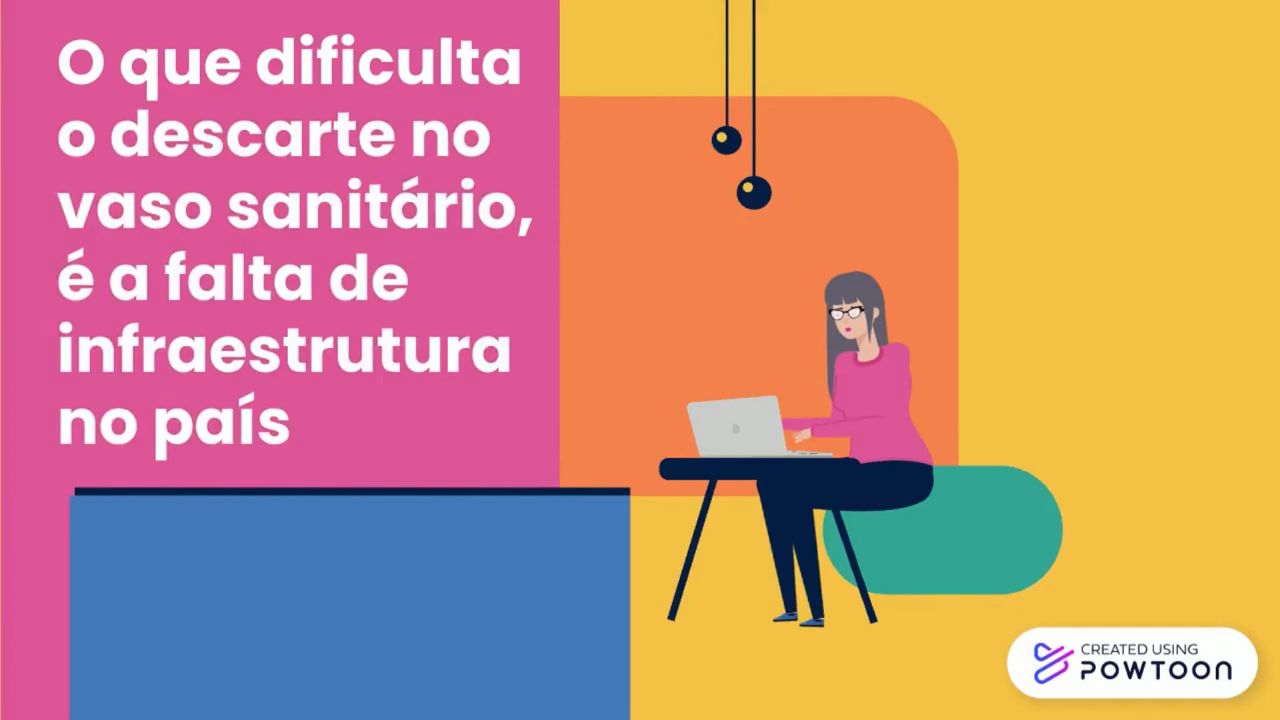 O que dificulta
o descarte no
vaso sanitário,
é a falta de
infraestrutura
no país
CREATED USING
POWTOON